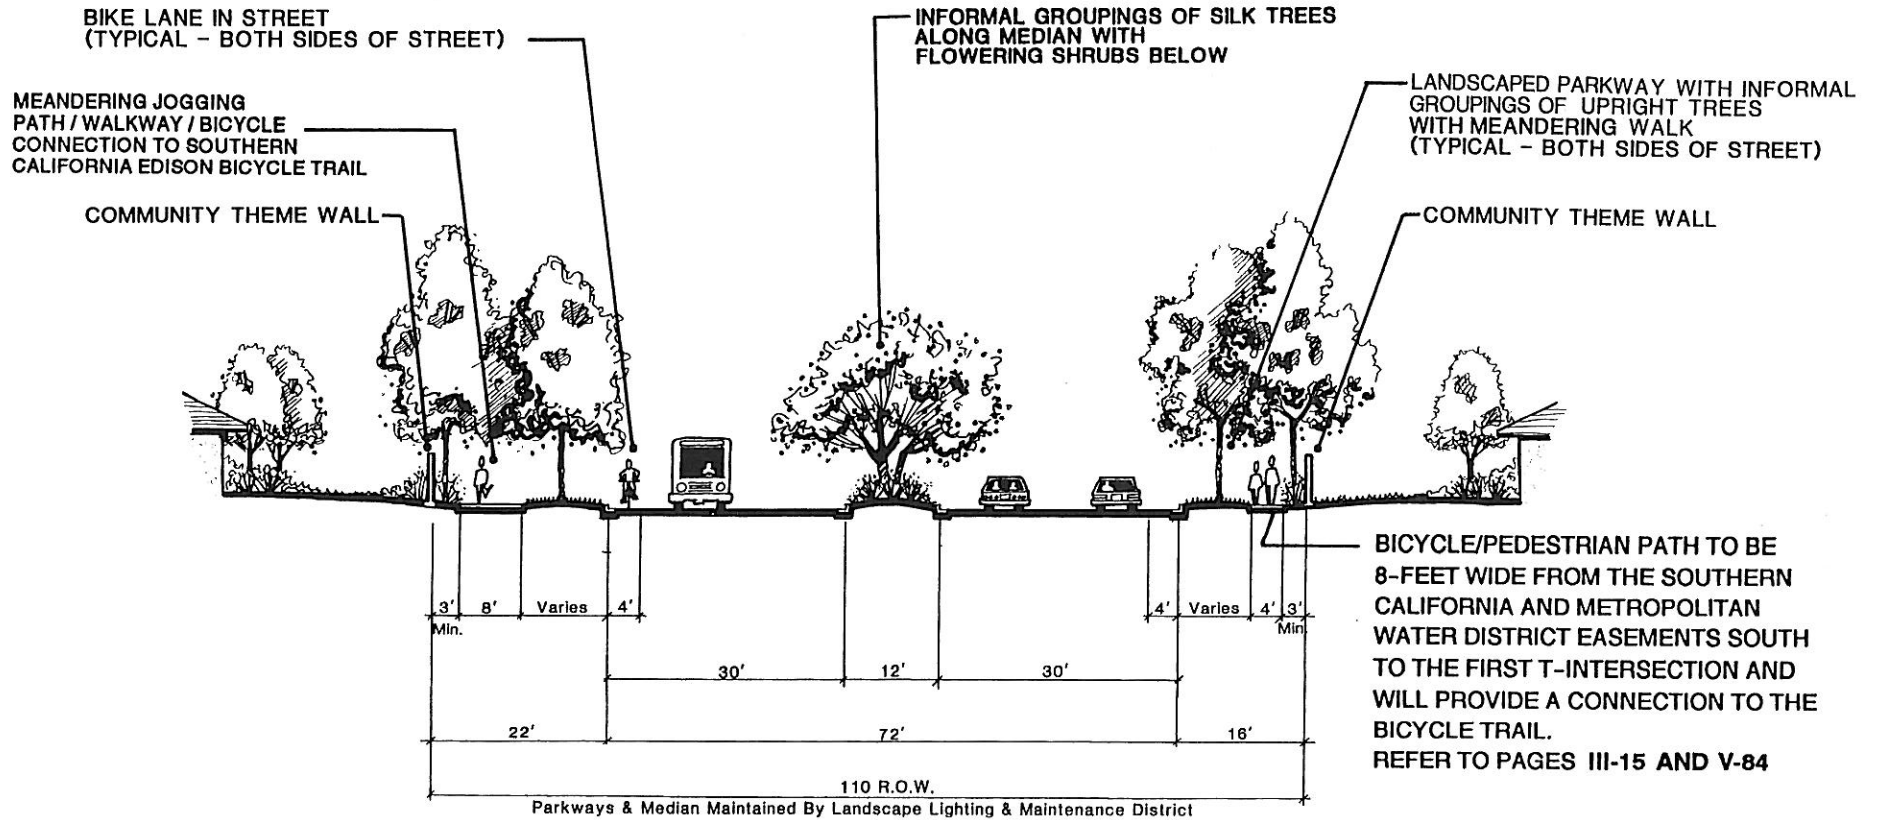 BIKE LANE IN STREET
(TYPICAL - BOTH SIDES OF STREET)
MEANDERING JOGGING
PATH / WALKWAY / BICYCLE
CONNECTION TO SOUTHERN
CALIFORNIA EDISON BICYCLE TRAIL
COMMUNITY THEME WALL
INFORMAL GROUPINGS OF SILK TREES
ALONG MEDIAN WITH
FLOWERING SHRUBS BELOW
LANDSCAPED PARKWAY WITH INFORMAL
GROUPINGS OF UPRIGHT TREES
WITH MEANDERING WALK
(TYPICAL - BOTH SIDES OF STREET)
COMMUNITY THEME WALL
BICYCLE/PEDESTRIAN PATH TO BE
8-FEET WIDE FROM THE SOUTHERN
CALIFORNIA AND METROPOLITAN
WATER DISTRICT EASEMENTS SOUTH
TO THE FIRST T-INTERSECTION AND
WILL PROVIDE A CONNECTION TO THE
BICYCLE TRAIL.
REFER TO PAGES III-15 AND V-84
3' 8' Varies 4' 4' Varies 4' 3'
Min. Min.
30' 12' 30'
22' 72' 16'
110 R.O.W.
Parkways & Median Maintained By Landscape Lighting & Maintenance District